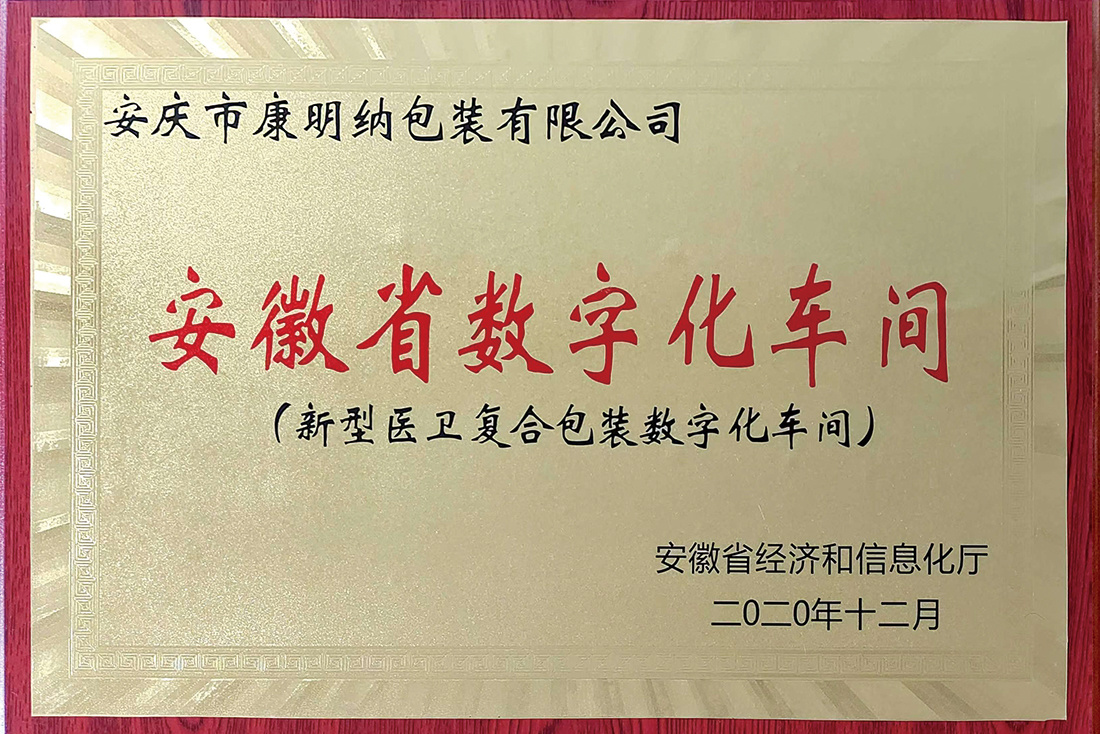 安庆市康明纳包装有限公司
安徽省数字化车间
（新型医卫复合包装数字化车间）
安徽省经济和信息化厅
二0二0年十二月